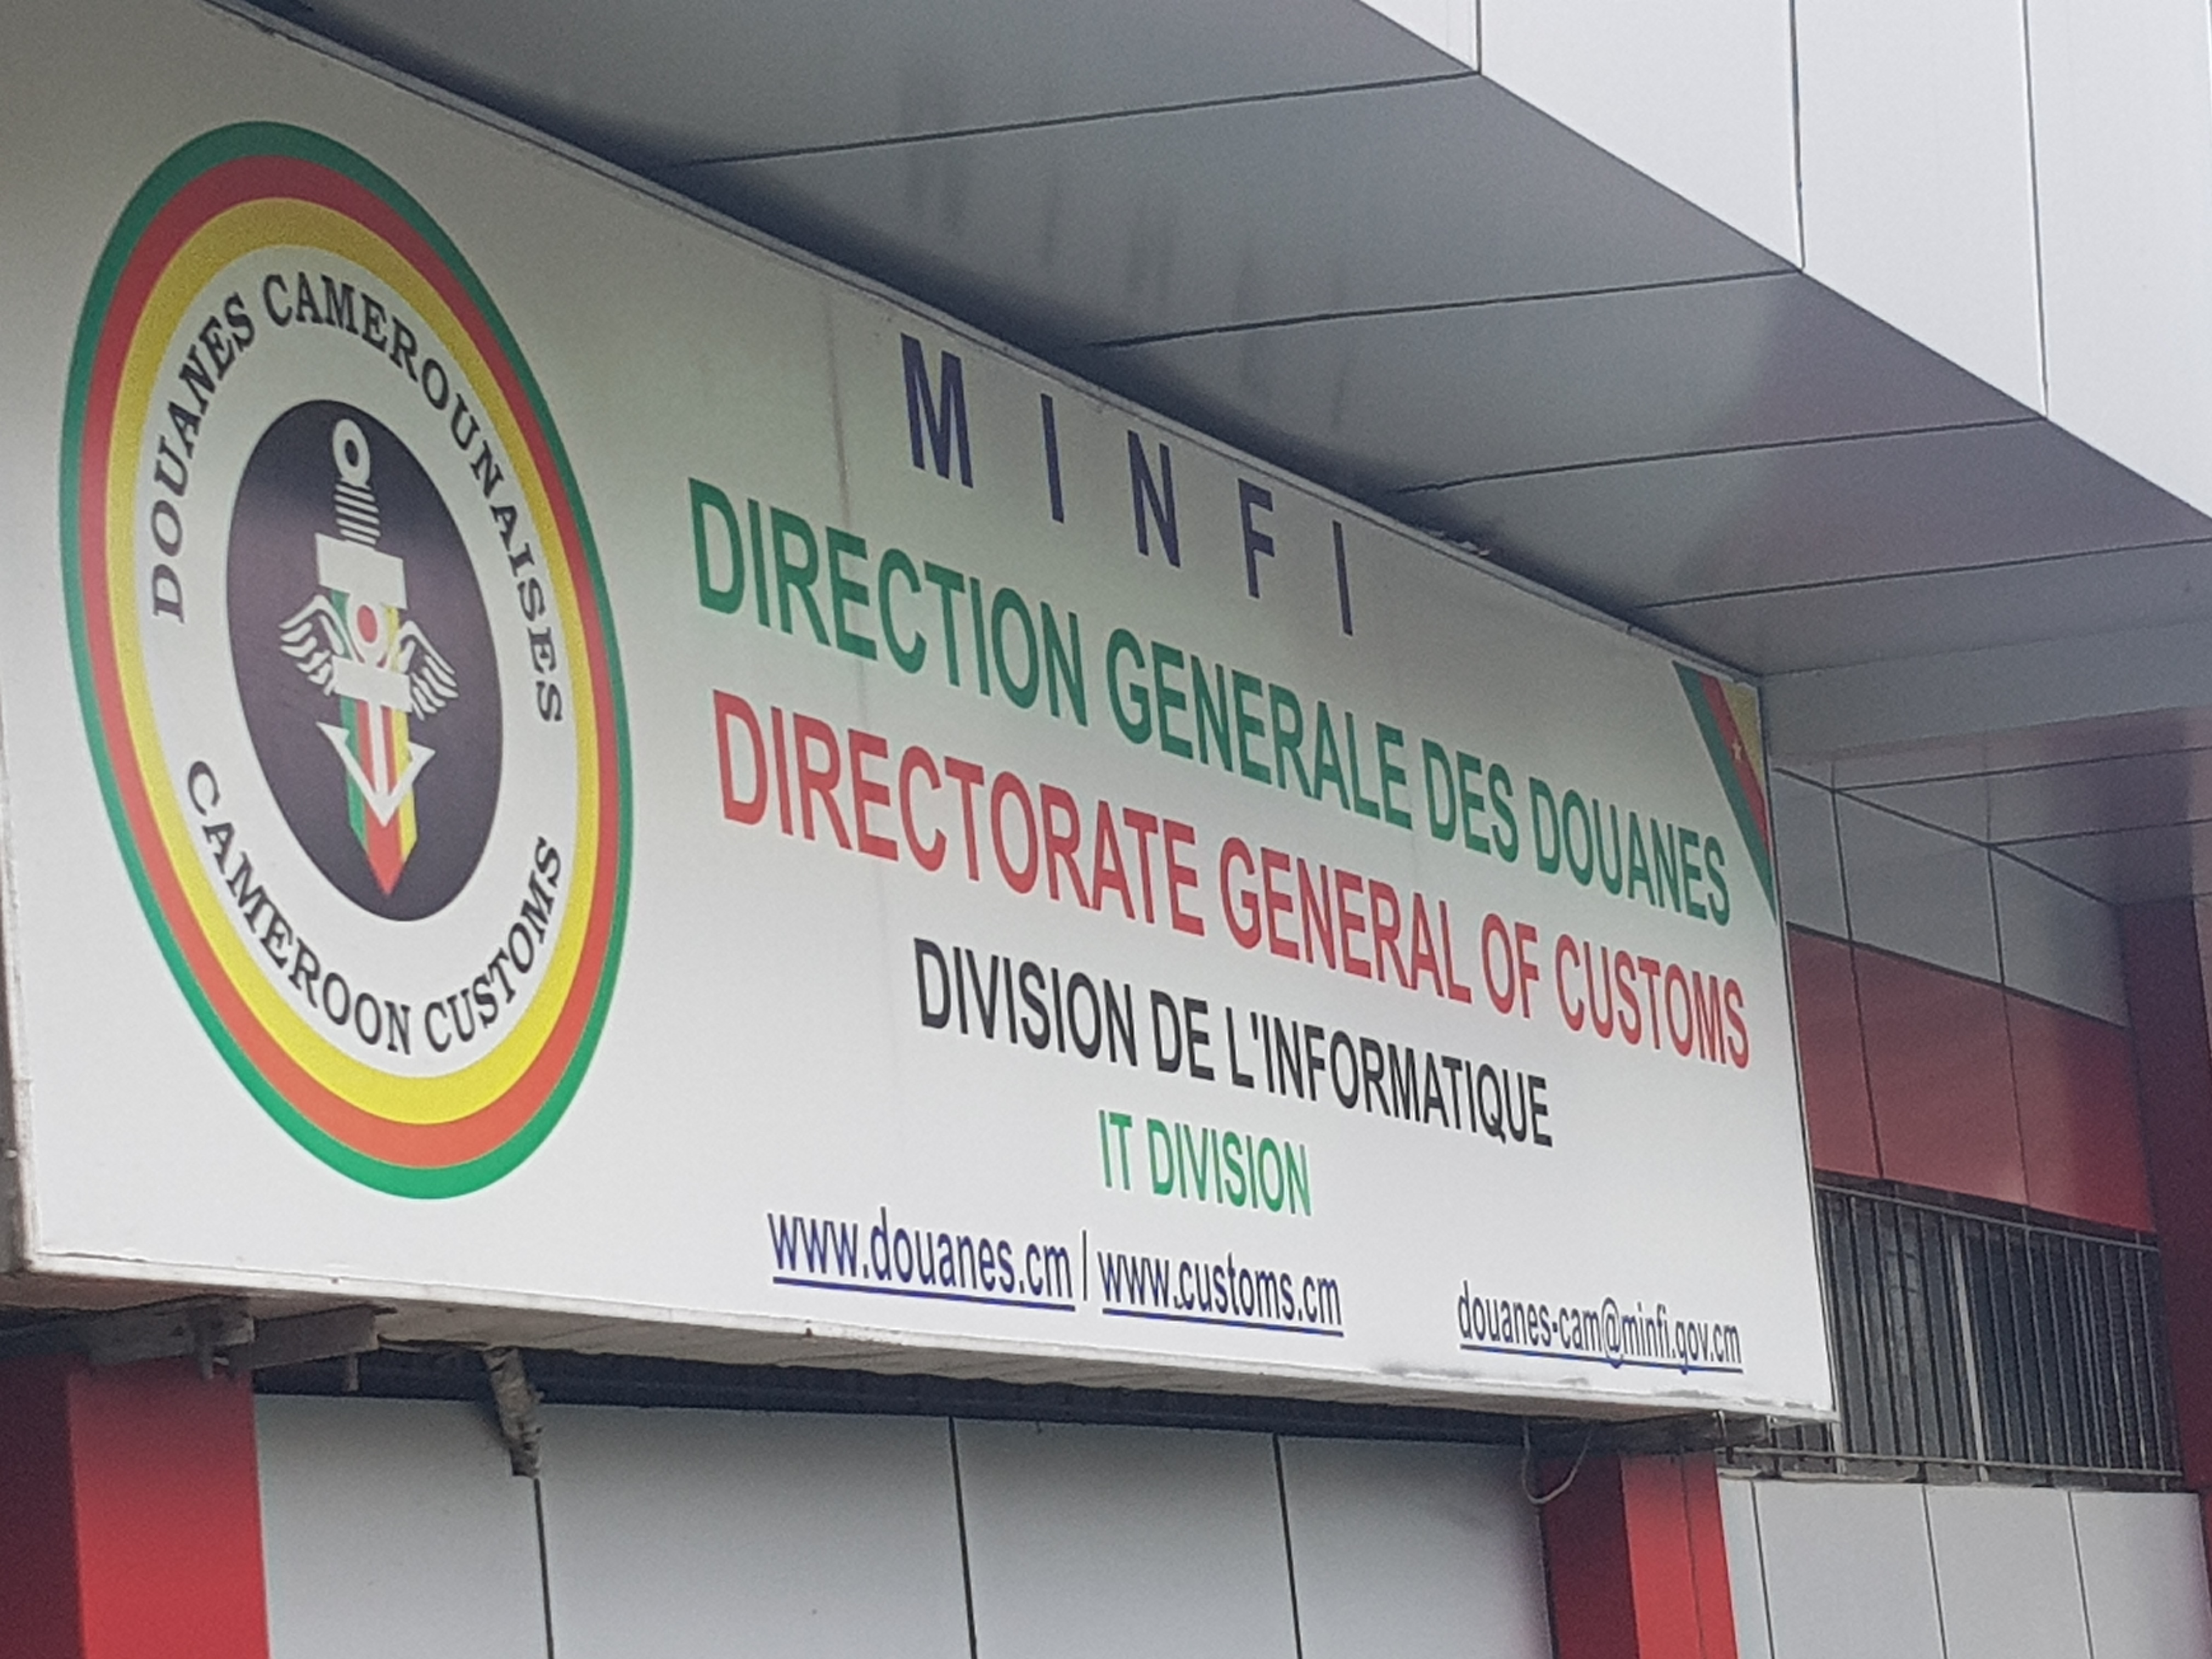 DOUANES CAMEROUNAISES
CAMEROON CUSTOMS
MINFI
DIRECTION GENERALE DES DOUANES
DIRECTORATE GENERAL OF CUSTOMS
DIVISION DE L'INFORMATIQUE
IT DIVISION
www.douanes.cm / www.customs.cm
douanes-cam@minfi.gov.cm